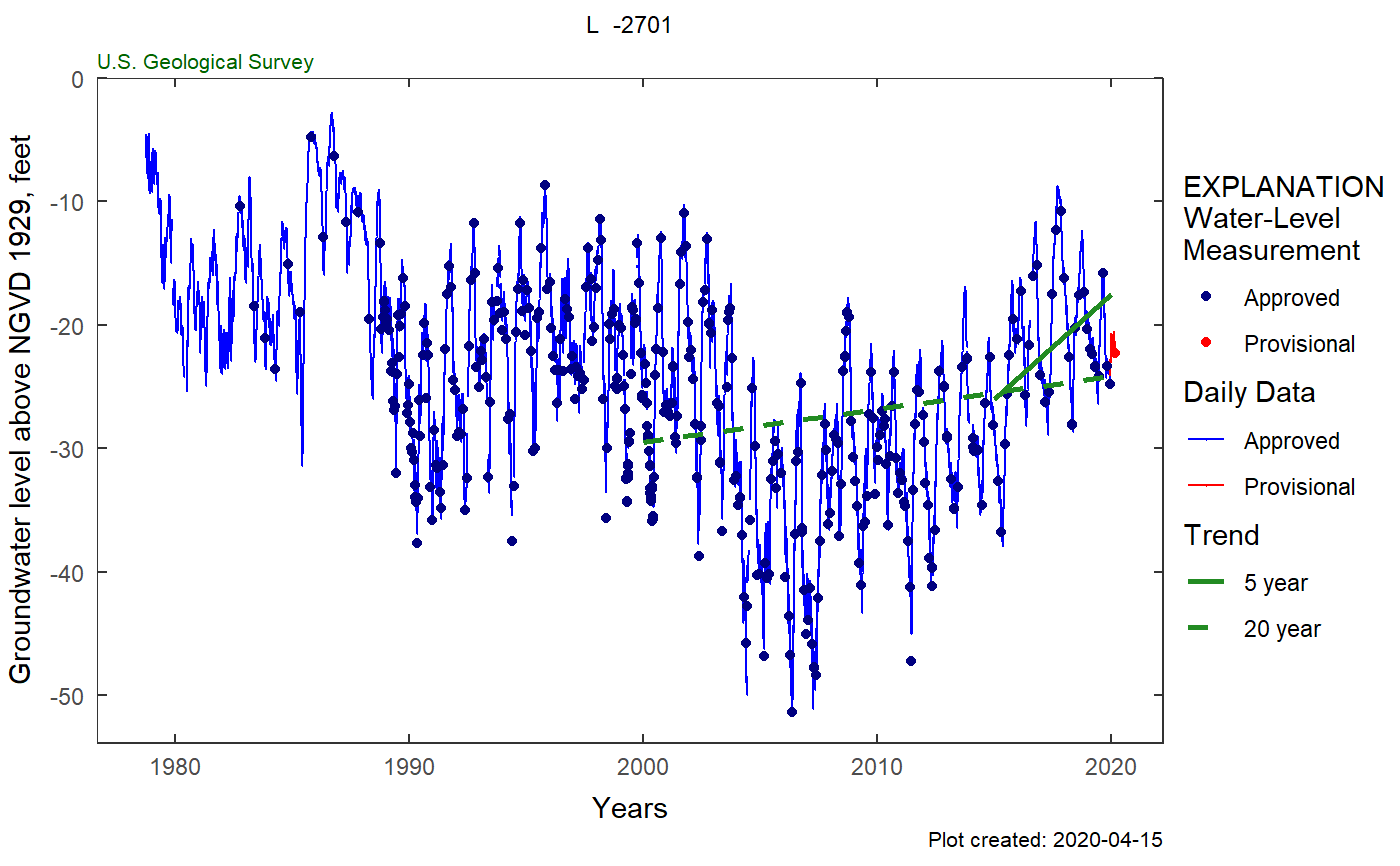 L -2701
U.S. Geological Survey
Groundwater level above NGVD 1929, feet
0
-10
-20
-30
-40
-50
1980
1990
2000
2010
2020
Years
EXPLANATION
Water-Level
Measurement
Approved
Provisional
Daily Data
Approved
Provisional
Trend
5 year
20 year
Plot created: 2020-04-15